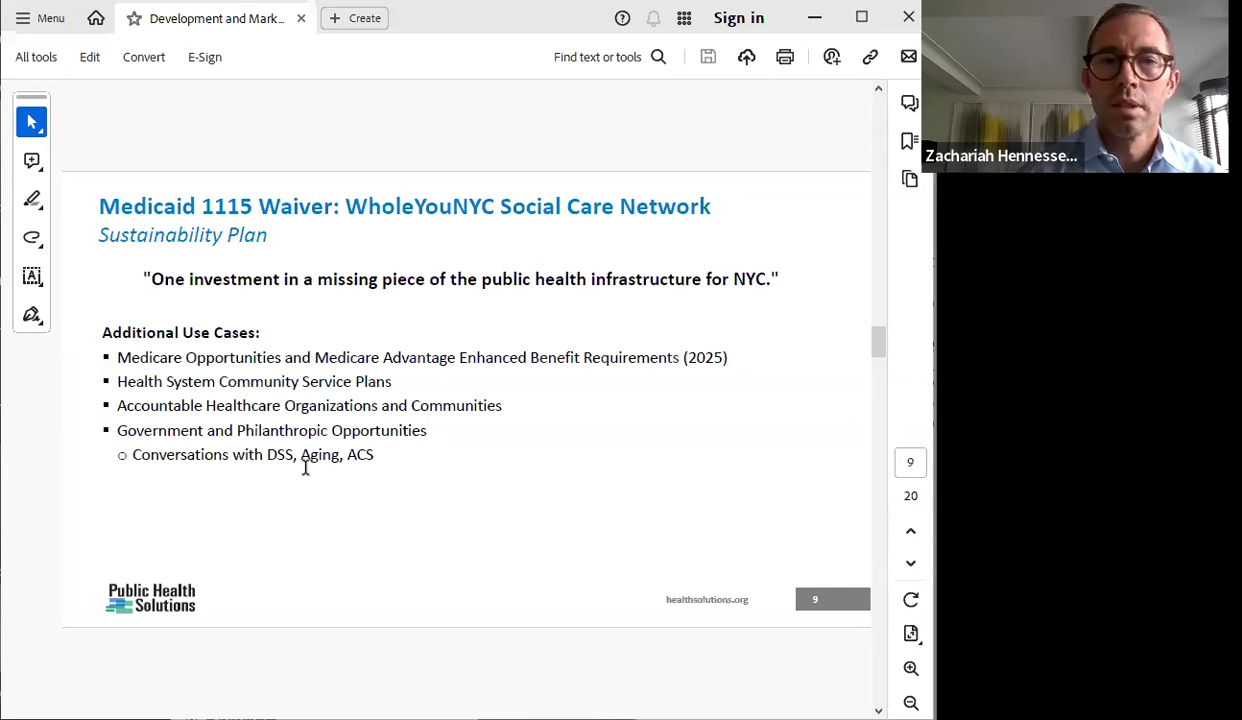 Menu
Development and Mark...
Create
Sign in
All tools
Edit
Convert
E-Sign
Find text or tools
Zachariah Hennesse...
Medicaid 1115 Waiver: WholeYouNYC Social Care Network
Sustainability Plan
"One investment in a missing piece of the public health infrastructure for NYC."
Additional Use Cases:
▪ Medicare Opportunities and Medicare Advantage Enhanced Benefit Requirements (2025)
▪ Health System Community Service Plans
▪ Accountable Healthcare Organizations and Communities
▪ Government and Philanthropic Opportunities
○ Conversations with DSS, Aging, ACS
9
20
Public Health
Solutions
healthsolutions.org
9